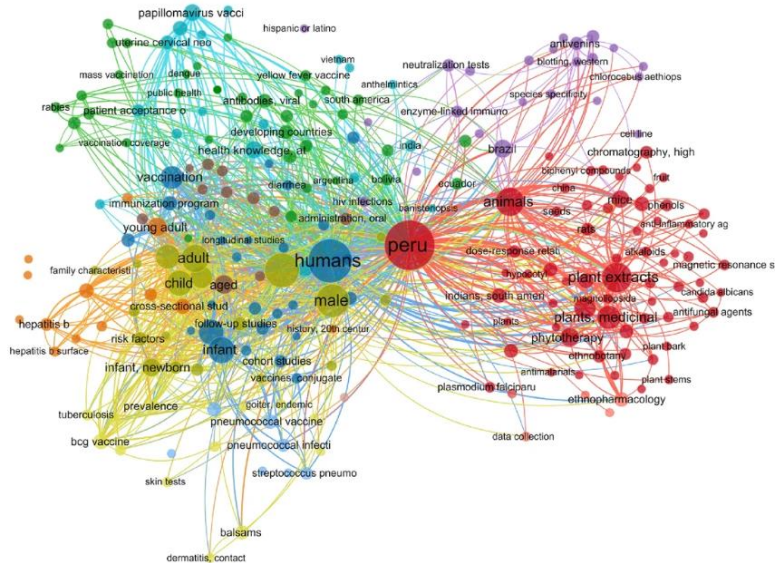 papillomavirus vacci
hispanic or latino
uterine cervical neo
antivenins
vietnam
neutralization tests
blotting, western
mass vaccination
dengue
yellow fever vaccine
chlorocebus aethiops
anthelmintics
public health
species specificity
rabies
antibodies, viral
south america
patient acceptance o
enzyme-linked immuno
developing countries
cell line
vaccination coverage
india
brazil
health knowledge, at
chromatography, high
biphenyl compounds
fruit
vaccination
diarrhea
argentina
bolivia
ecuador
china
hiv infections
animals
mice
phenols
immunization program
banisteriopsis
seeds
administration, oral
anti-inflammatory ag
young adult
rats
longitudinal studies
peru
dose-response relati
alkaloids
adult
humans
magnetic resonance s
family characteristi
hypocotyl
plant extracts
child
aged
candida albicans
indians, south ameri
magnoliopsida
cross-sectional stud
male
antifungal agents
plants, medicinal
hepatitis b
follow-up studies
plants
history, 20th centur
risk factors
phytotherapy
hepatitis b surface
infant
plant bark
ethnobotany
infant, newborn
cohort studies
antimalarials
vaccines, conjugate
plant stems
plasmodium falciparu
ethnopharmacology
prevalence
goiter, endemic
tuberculosis
pneumococcal vaccine
data collection
bcg vaccine
pneumococcal infecti
streptococcus pneumo
skin tests
balsams
dermatitis, contact